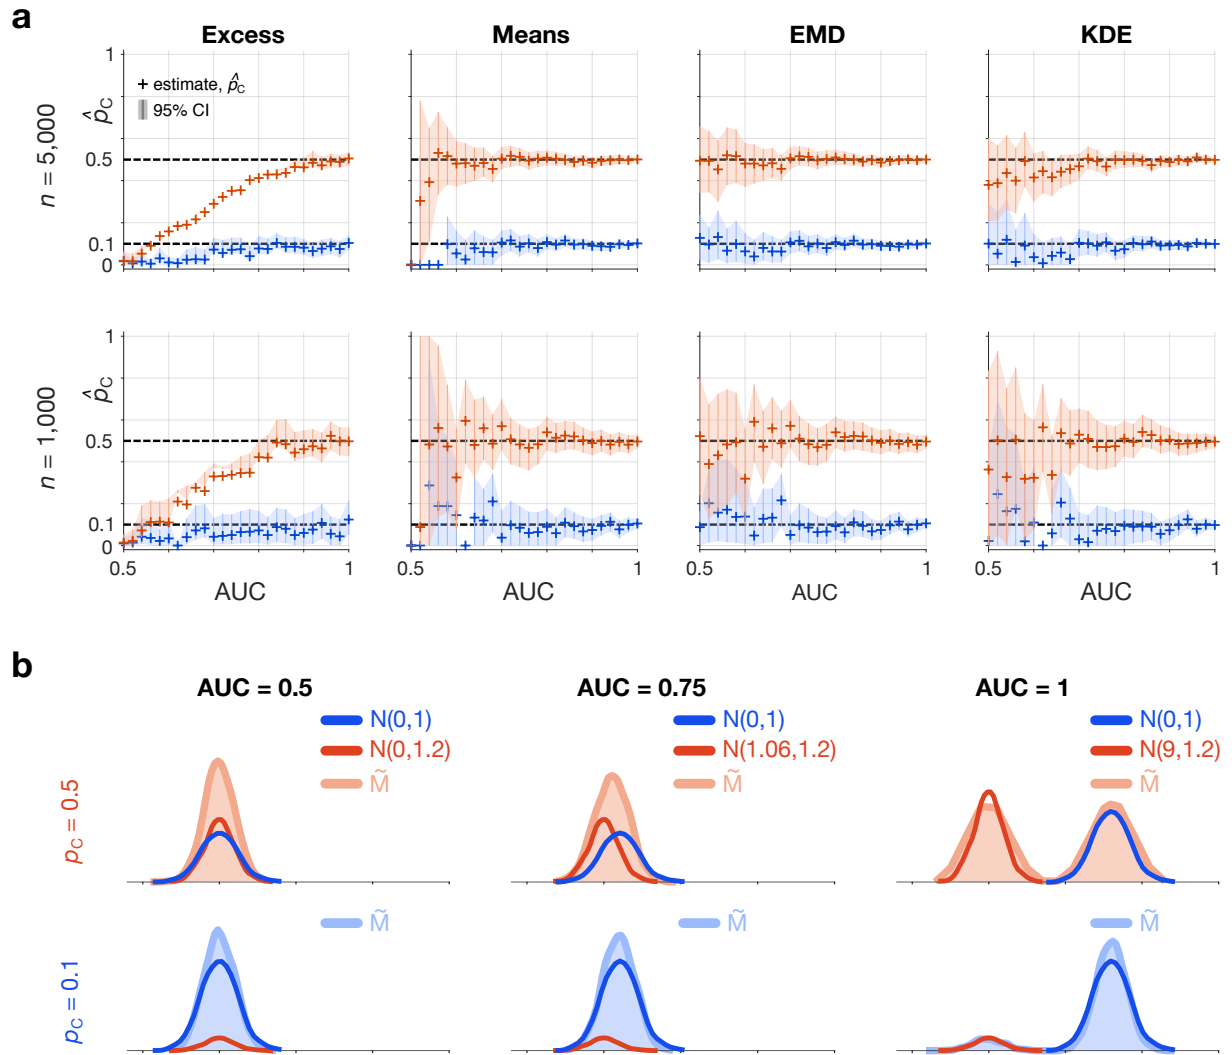 a
Excess Means EMD KDE
n = 5,000
p̂C
1
0.5
0.1
0
estimate, p̂C
95% CI
n = 1,000
p̂C
1
0.5
0.1
0
0.5 1 0.5 1 0.5 1 0.5 1
AUC AUC AUC AUC
b
AUC = 0.5 AUC = 0.75 AUC = 1
pC = 0.5
N(0,1) N(0,1) N(0,1)
N(0,1.2) N(1.06,1.2) N(9,1.2)
M̃ M̃ M̃
pC = 0.1
M̃ M̃ M̃